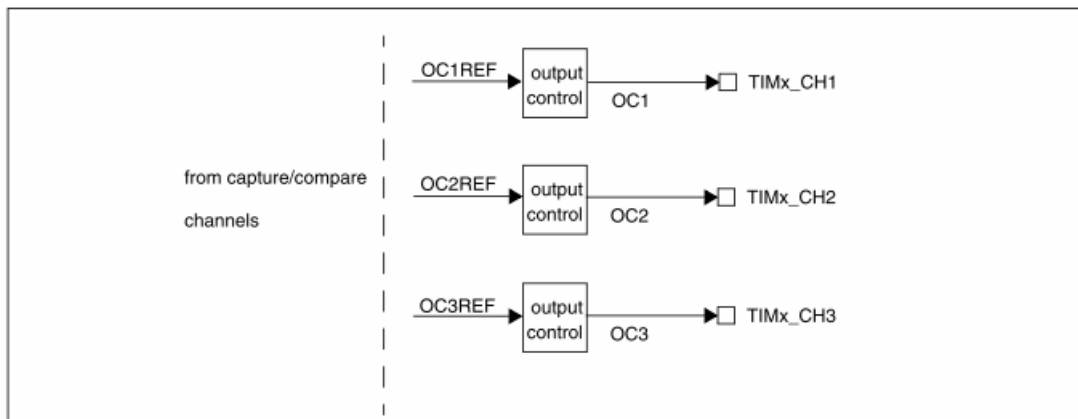 OC1REF
output
control
OC1
TIMx_CH1
from capture/compare
channels
OC2REF
output
control
OC2
TIMx_CH2
OC3REF
output
control
OC3
TIMx_CH3